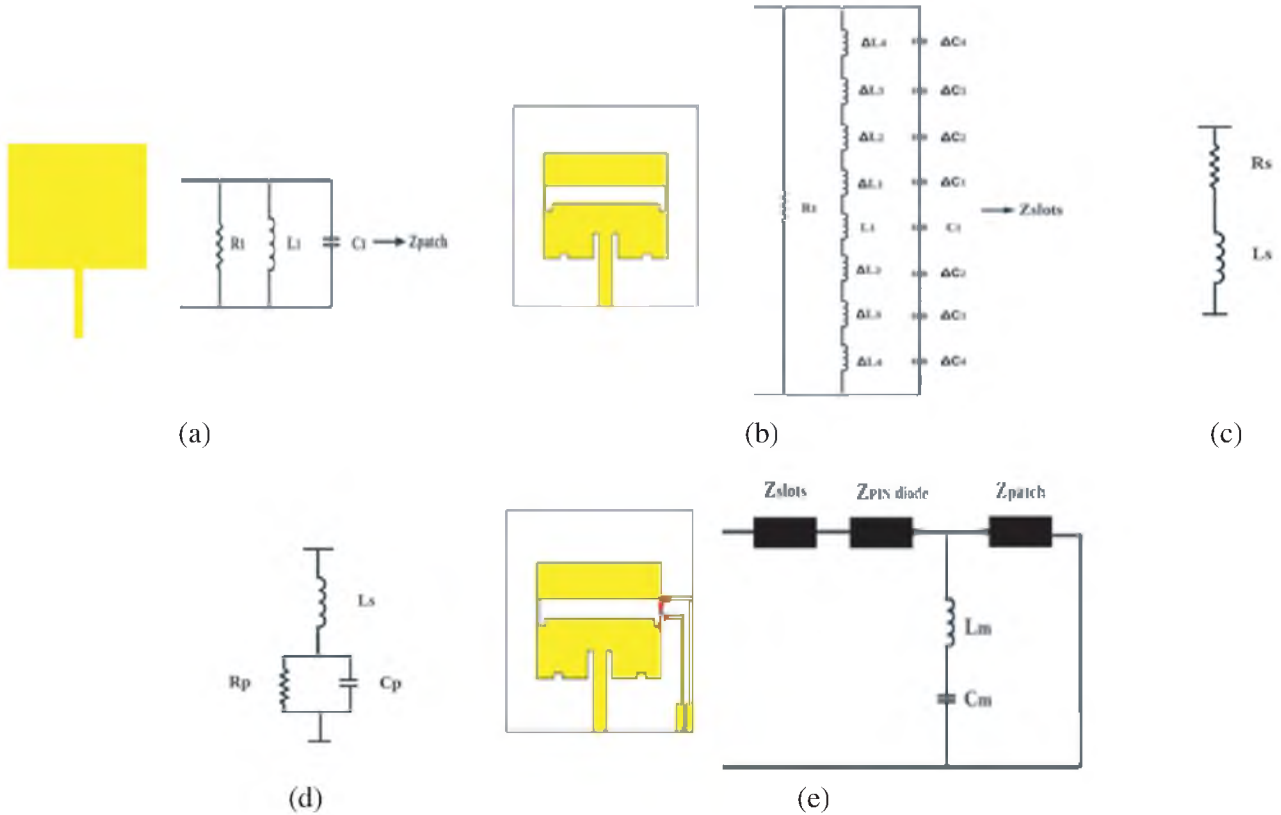 R1 L1 C1 Zpatch
(a)
ΔL4 ΔC4
ΔL3 ΔC3
ΔL2 ΔC2
ΔL1 ΔC1
R1 L1 C1 Zslots
ΔL2 ΔC2
ΔL3 ΔC3
ΔL4 ΔC4
(b)
Rs
Ls
(c)
Ls
Rp Cp
(d)
Zslots ZPIN diode Zpatch
Lm
Cm
(e)